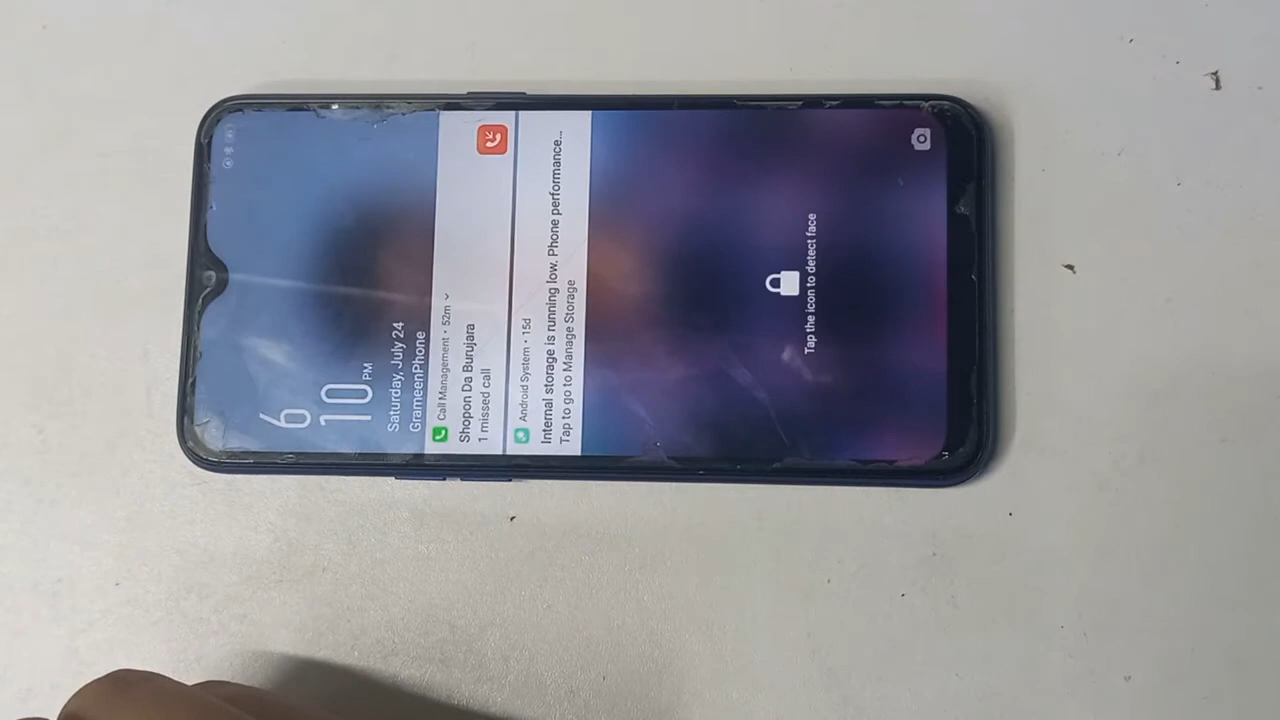 6
10 PM
Saturday, July 24
GrameenPhone
Call Management • 52m
Shopon Da Burujara
1 missed call
Android System • 15d
Internal storage is running low. Phone performance...
Tap to go to Manage Storage
Tap the icon to detect face